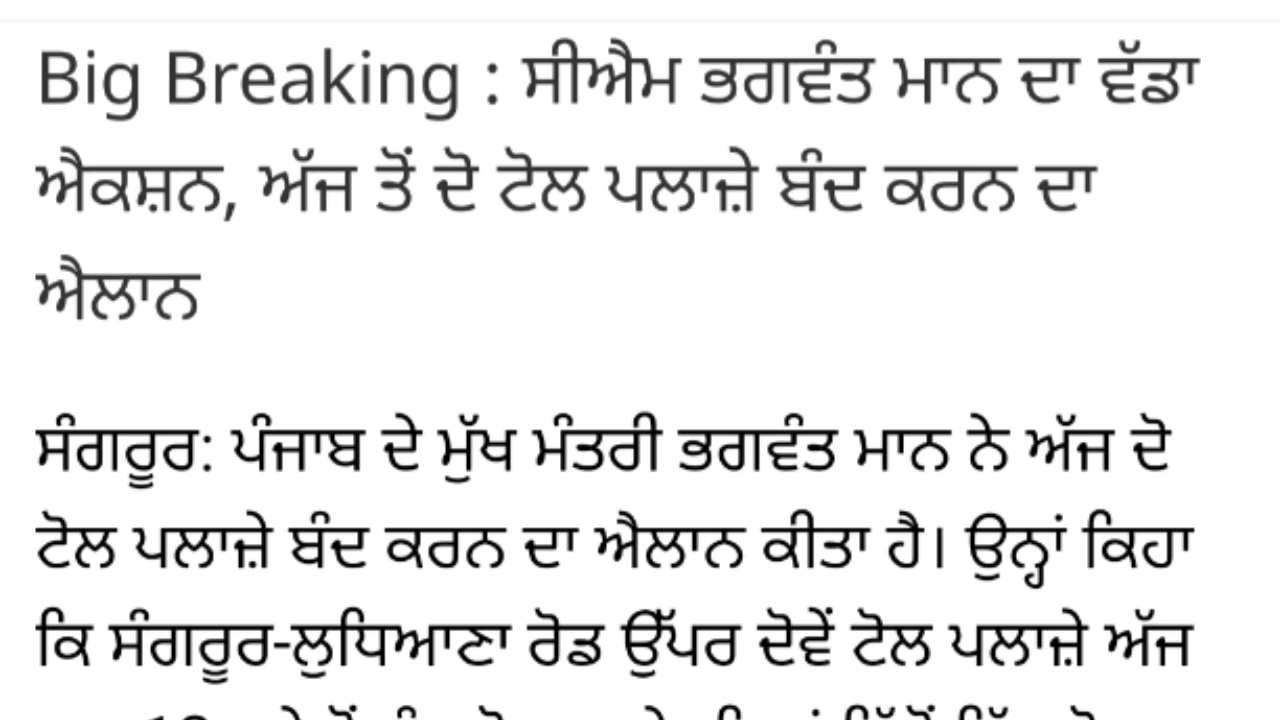 Big Breaking : ਸੀਐਮ ਭਗਵੰਤ ਮਾਨ ਦਾ ਵੱਡਾ
ਐਕਸ਼ਨ, ਅੱਜ ਤੋਂ ਦੋ ਟੋਲ ਪਲਾਜ਼ੇ ਬੰਦ ਕਰਨ ਦਾ
ਐਲਾਨ
ਸੰਗਰੂਰ: ਪੰਜਾਬ ਦੇ ਮੁੱਖ ਮੰਤਰੀ ਭਗਵੰਤ ਮਾਨ ਨੇ ਅੱਜ ਦੋ
ਟੋਲ ਪਲਾਜ਼ੇ ਬੰਦ ਕਰਨ ਦਾ ਐਲਾਨ ਕੀਤਾ ਹੈ। ਉਨ੍ਹਾਂ ਕਿਹਾ
ਕਿ ਸੰਗਰੂਰ-ਲੁਧਿਆਣਾ ਰੋਡ ਉੱਪਰ ਦੋਵੇਂ ਟੋਲ ਪਲਾਜ਼ੇ ਅੱਜ